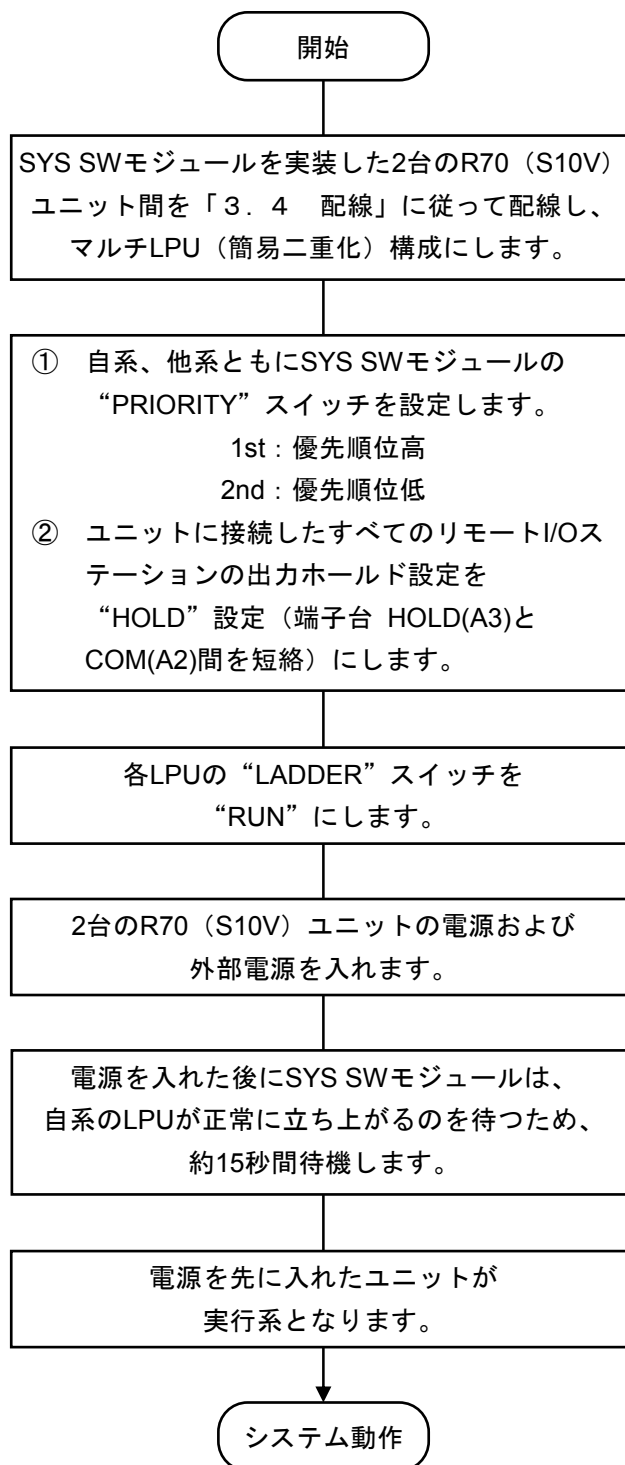 開始
SYS SWモジュールを実装した2台のR70（S10V）
ユニット間を「３．４　配線」に従って配線し、
マルチLPU（簡易二重化）構成にします。
①　自系、他系ともにSYS SWモジュールの
“PRIORITY”スイッチを設定します。
1st：優先順位高
2nd：優先順位低
②　ユニットに接続したすべてのリモートI/Oス
テーションの出力ホールド設定を
“HOLD”設定（端子台 HOLD(A3)と
COM(A2)間を短絡）にします。
各LPUの“LADDER”スイッチを
“RUN”にします。
2台のR70（S10V）ユニットの電源および
外部電源を入れます。
電源を入れた後にSYS SWモジュールは、
自系のLPUが正常に立ち上がるのを待つため、
約15秒間待機します。
電源を先に入れたユニットが
実行系となります。
システム動作